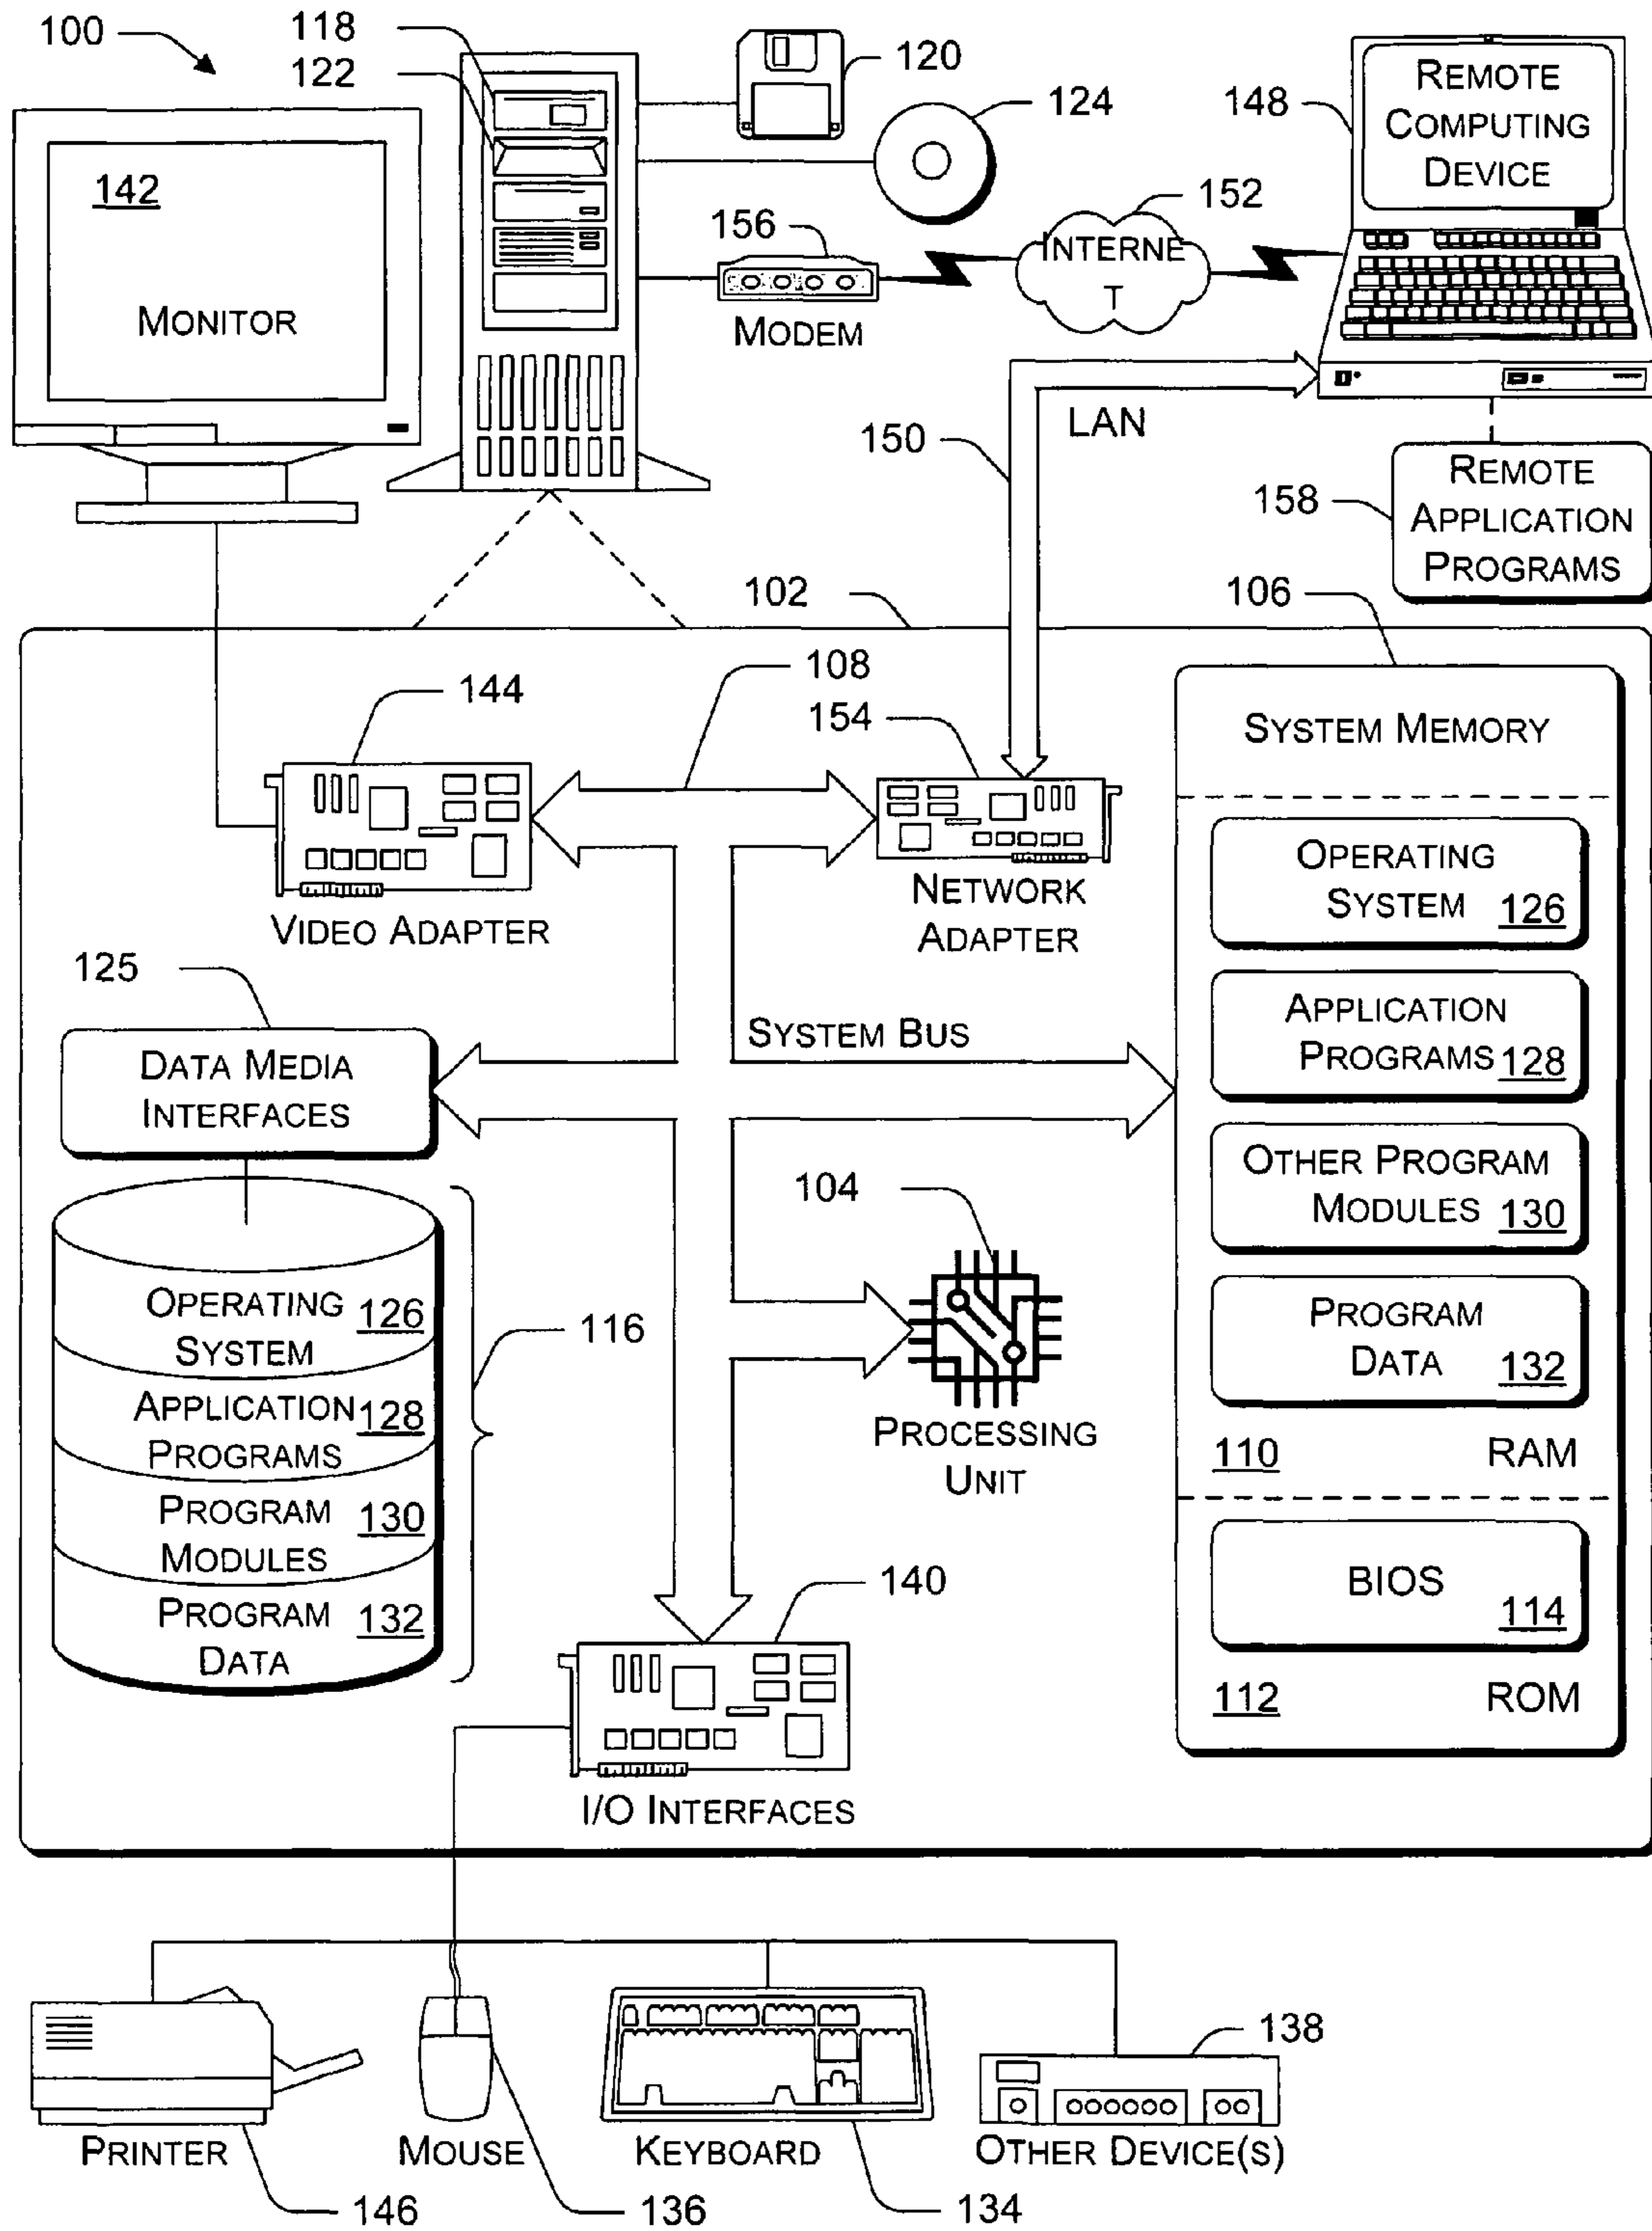 100
118
122
120
124
148
REMOTE
COMPUTING
DEVICE
142
MONITOR
156
MODEM
152
INTERNE
T
LAN
150
158
REMOTE
APPLICATION
PROGRAMS
102
106
108
144
154
VIDEO ADAPTER
NETWORK
ADAPTER
SYSTEM MEMORY
OPERATING
SYSTEM 126
APPLICATION
PROGRAMS 128
OTHER PROGRAM
MODULES 130
PROGRAM
DATA 132
110 RAM
BIOS
114
112 ROM
125
DATA MEDIA
INTERFACES
SYSTEM BUS
104
PROCESSING
UNIT
OPERATING 126
SYSTEM
APPLICATION 128
PROGRAMS
PROGRAM 130
MODULES
PROGRAM 132
DATA
116
140
I/O INTERFACES
138
PRINTER
MOUSE
KEYBOARD
OTHER DEVICE(S)
146
136
134